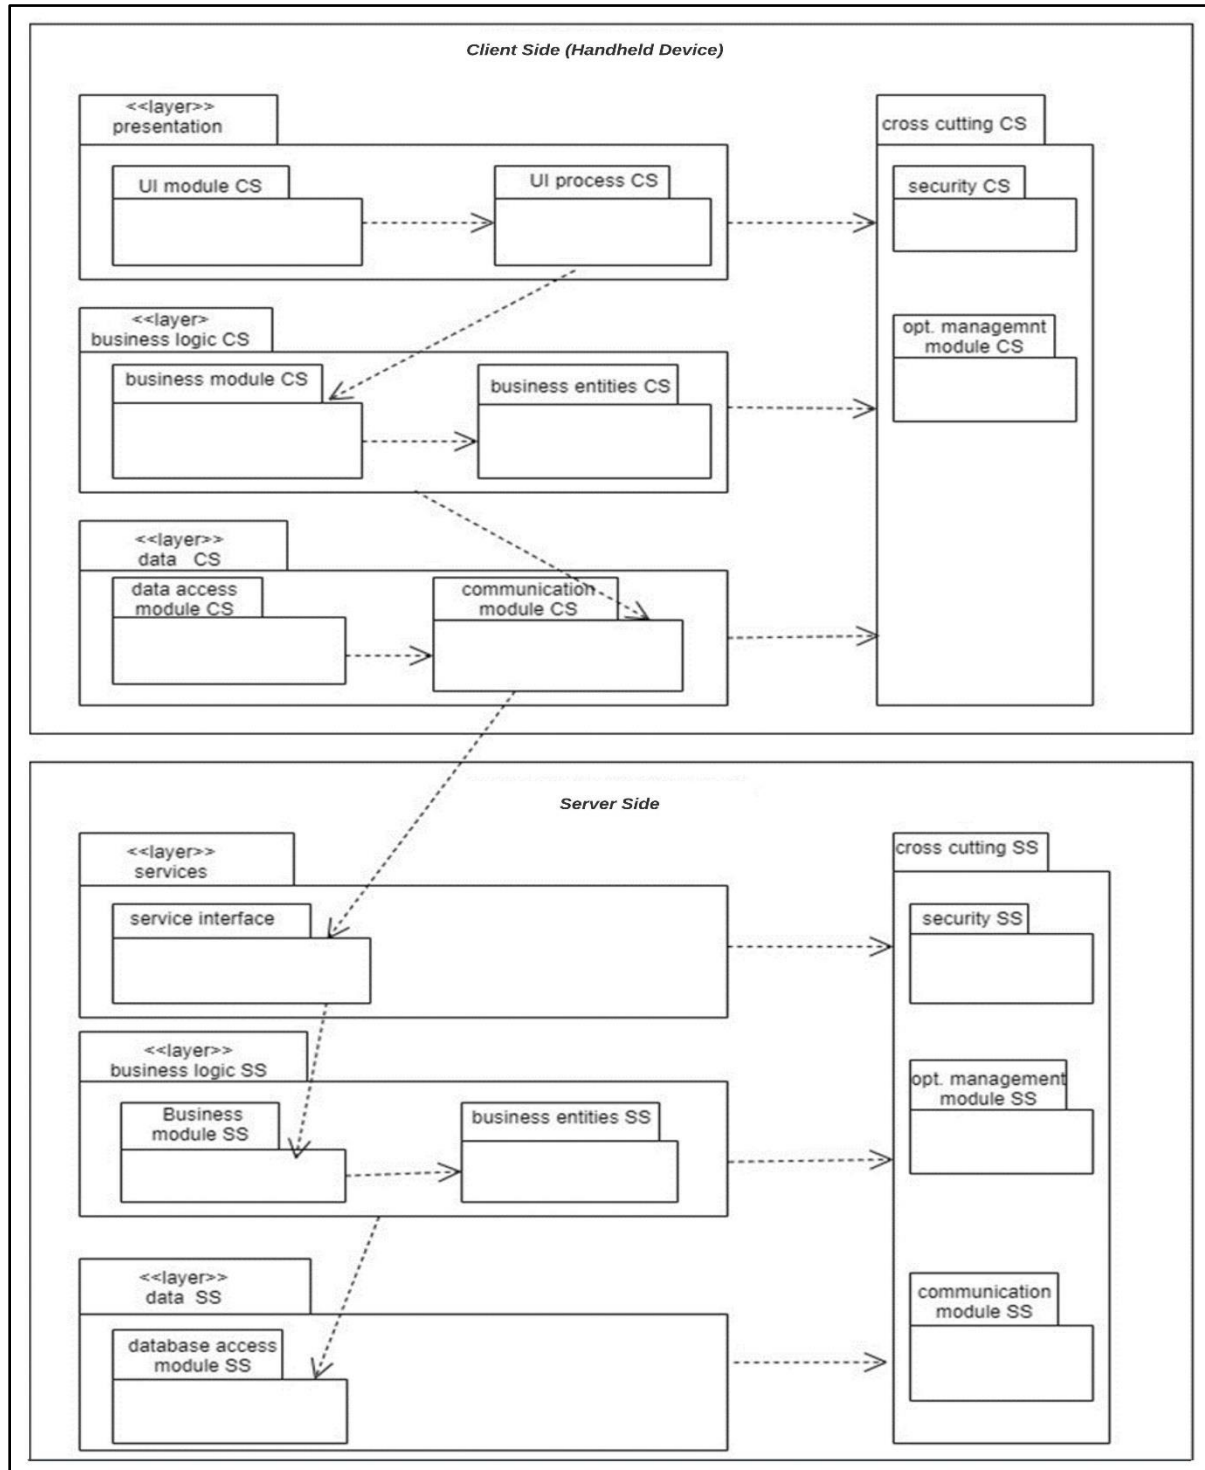 Client Side (Handheld Device)
<<layer>>
presentation
cross cutting CS
UI module CS
UI process CS
security CS
<<layer>
business logic CS
opt. managemnt
module CS
business module CS
business entities CS
<<layer>>
data CS
data access
module CS
communication
module CS
Server Side
<<layer>>
services
cross cutting SS
service interface
security SS
<<layer>>
business logic SS
opt. management
module SS
Business
module SS
business entities SS
<<layer>>
data SS
communication
module SS
database access
module SS